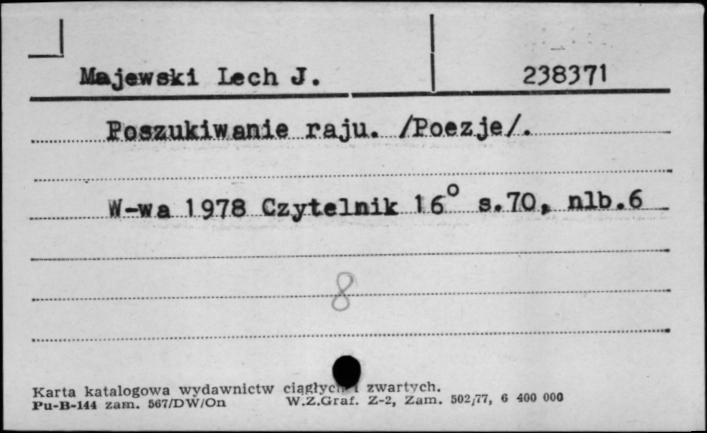 Majewski Lech J. 238371
Poszukiwanie raju. /Poezje/.
W-wa 1978 Czytelnik 16° s.70, nlb.6
8
Karta katalogowa wydawnictw ciągłych i zwartych.
Pu-B-144 zam. 567/DW/On W.Z.Graf. Z-2, Zam. 502/77, 6 400 000